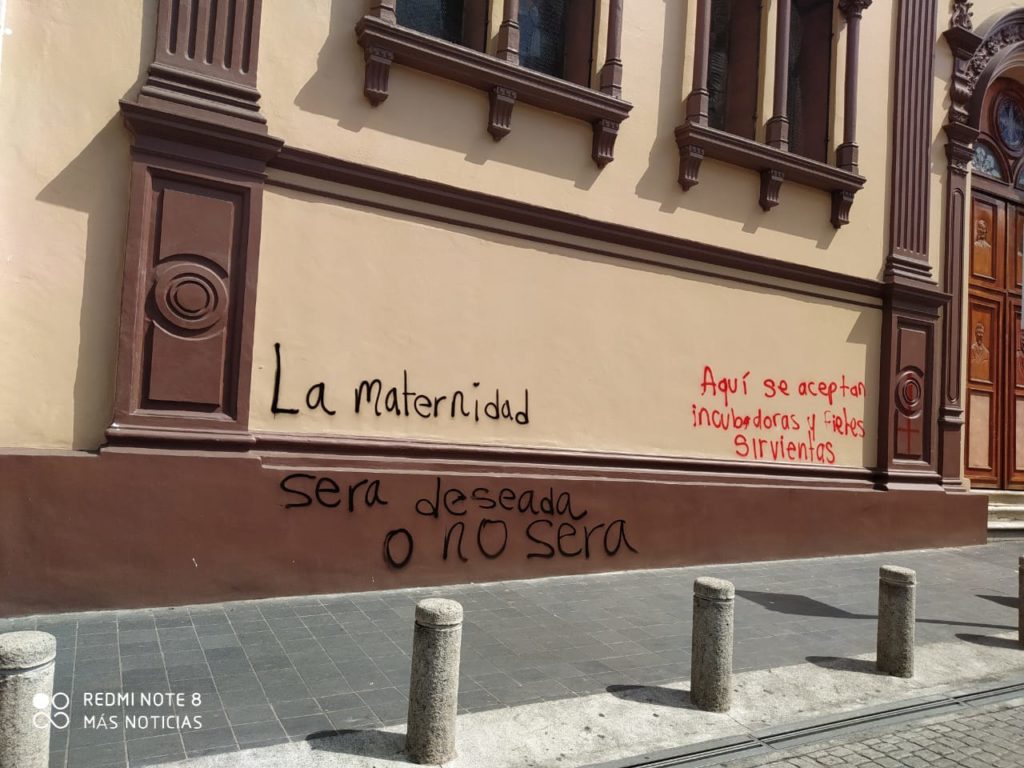 La maternidad
sera deseada
o no sera
Aquí se aceptan
incubadoras y fieles
sirvientas
REDMI NOTE 8
MÁS NOTICIAS